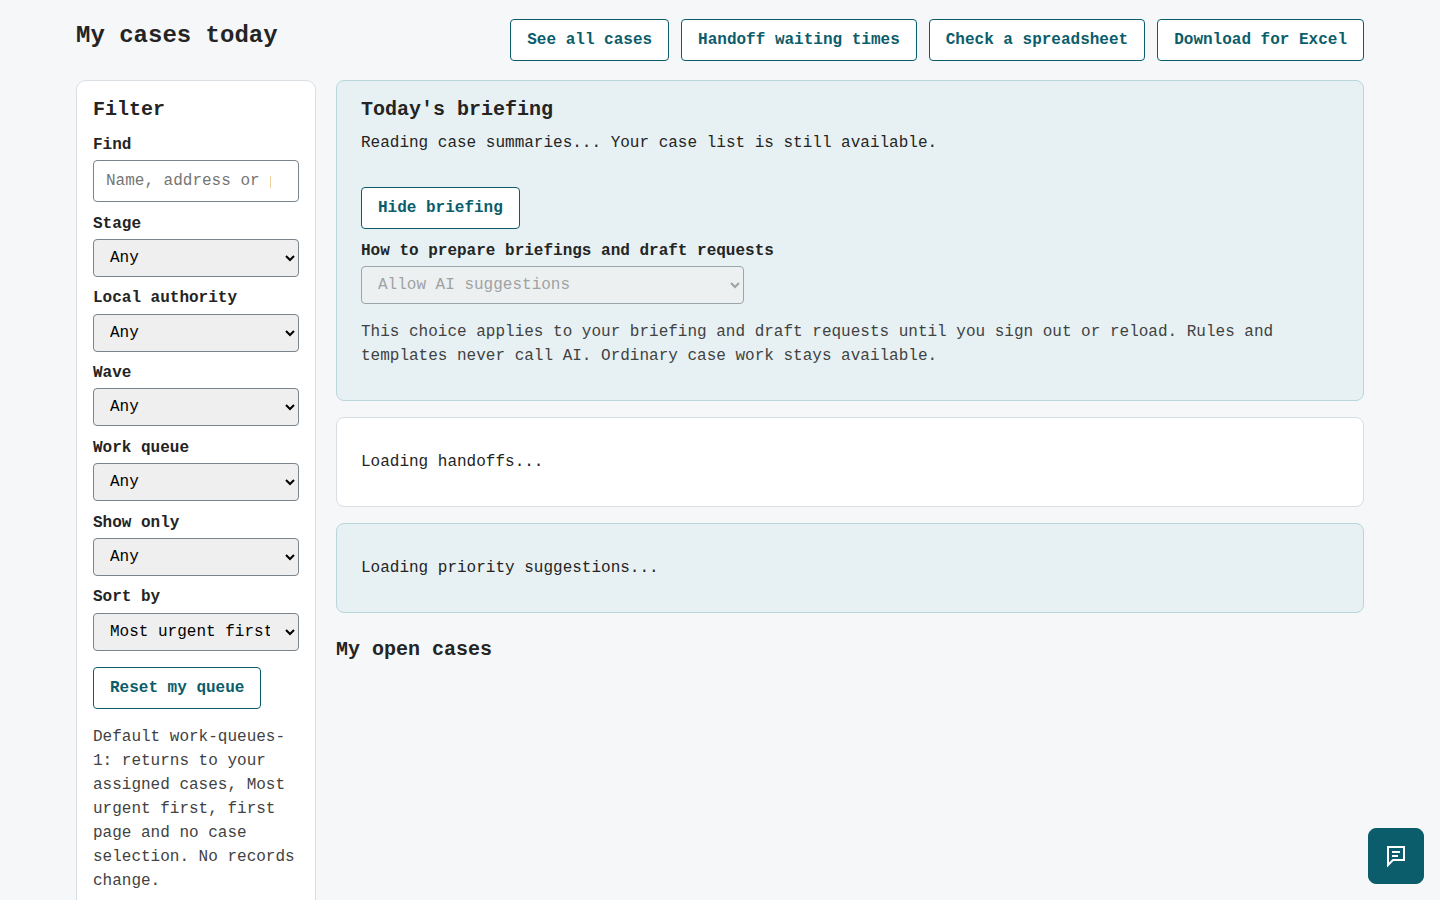 My cases today
See all cases
Handoff waiting times
Check a spreadsheet
Download for Excel
Filter
Find
Name, address or
Stage
Any
Local authority
Any
Wave
Any
Work queue
Any
Show only
Any
Sort by
Most urgent first
Reset my queue
Default work-queues-
1: returns to your
assigned cases, Most
urgent first, first
page and no case
selection. No records
change.
Today's briefing
Reading case summaries... Your case list is still available.
Hide briefing
How to prepare briefings and draft requests
Allow AI suggestions
This choice applies to your briefing and draft requests until you sign out or reload. Rules and
templates never call AI. Ordinary case work stays available.
Loading handoffs...
Loading priority suggestions...
My open cases